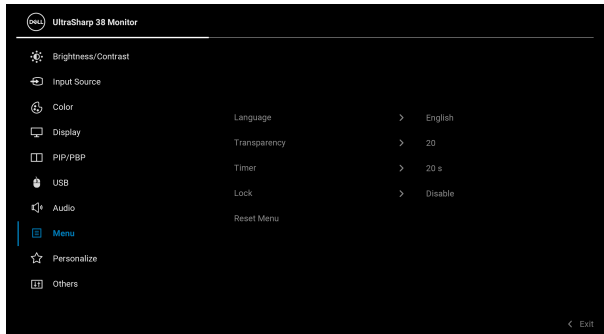 DELL UltraSharp 38 Monitor
Brightness/Contrast
Input Source
Color
Display
PIP/PBP
USB
Audio
Menu
Personalize
Others
Language > English
Transparency > 20
Timer > 20 s
Lock > Disable
Reset Menu
< Exit